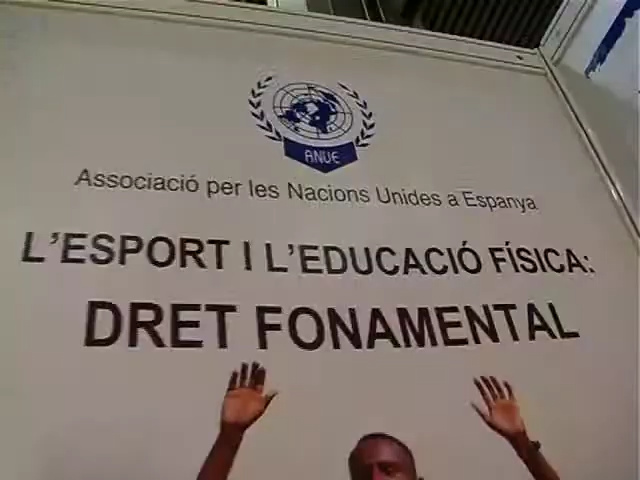 ANUE
Associació per les Nacions Unides a Espanya
L'ESPORT I L'EDUCACIÓ FÍSICA:
DRET FONAMENTAL